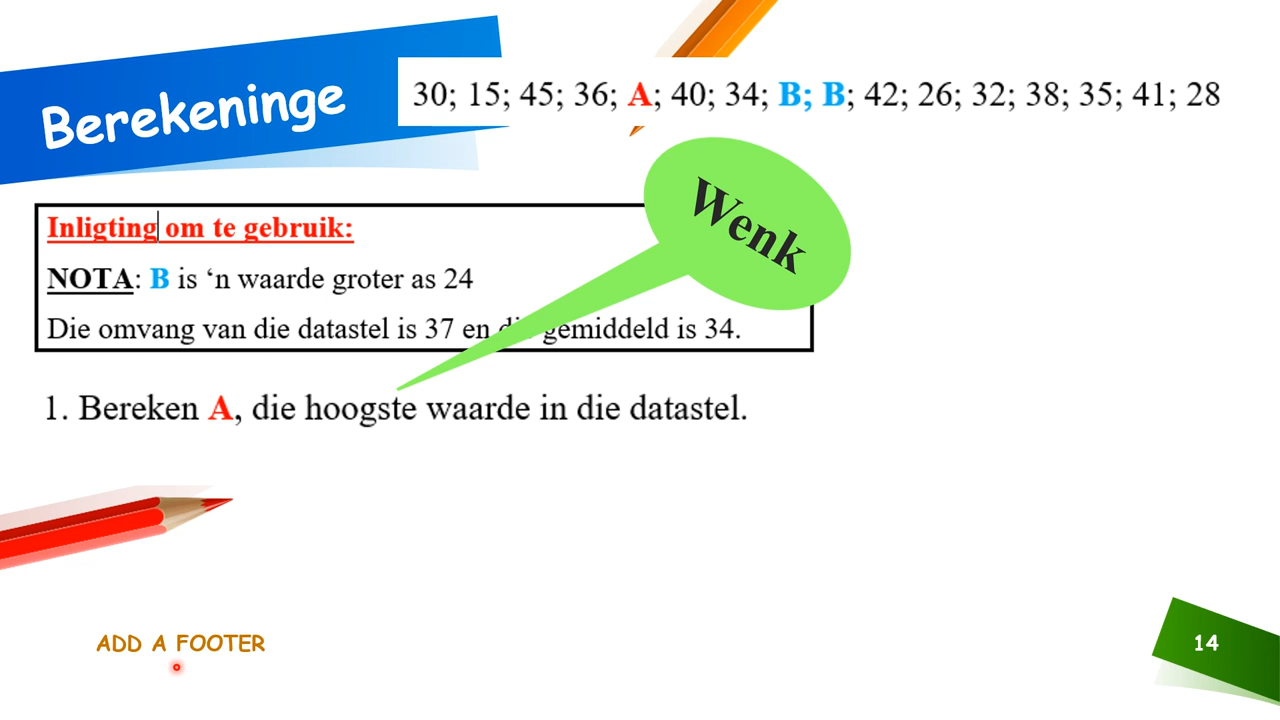 Berekeninge
30; 15; 45; 36; A; 40; 34; B; B; 42; 26; 32; 38; 35; 41; 28
Wenk
Inligting om te gebruik:
NOTA: B is ‘n waarde groter as 24
Die omvang van die datastel is 37 en die gemiddeld is 34.
1. Bereken A, die hoogste waarde in die datastel.
ADD A FOOTER
14